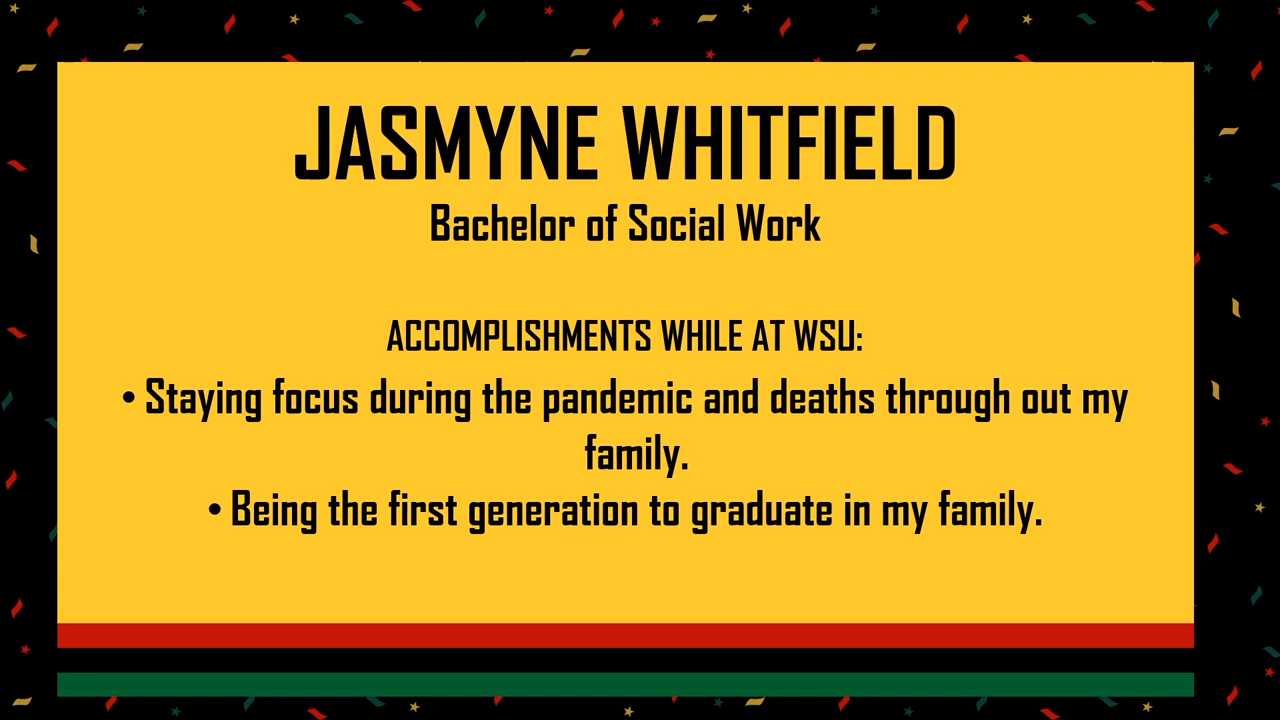 JASMYNE WHITFIELD
Bachelor of Social Work
ACCOMPLISHMENTS WHILE AT WSU:
• Staying focus during the pandemic and deaths through out my
family.
• Being the first generation to graduate in my family.